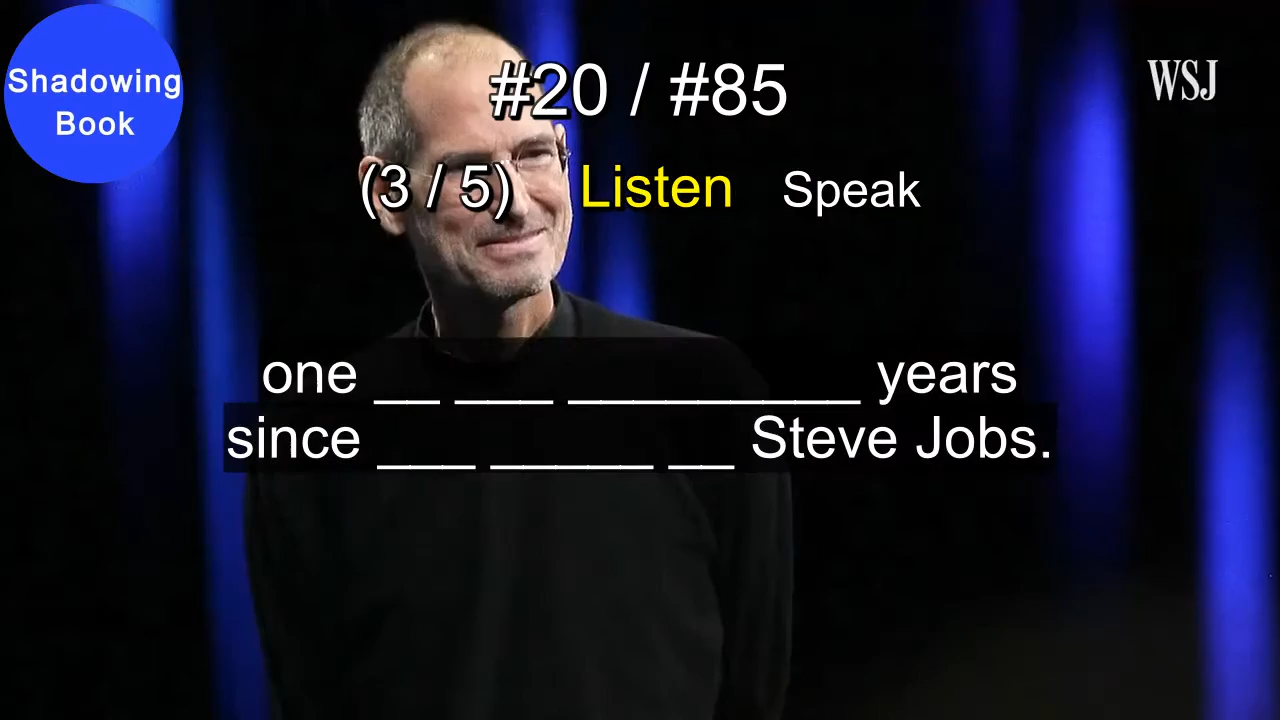 Shadowing
Book
#20 / #85
WSJ
(3 / 5) Listen Speak
one __ ___ _________ years
since ___ _____ __ Steve Jobs.